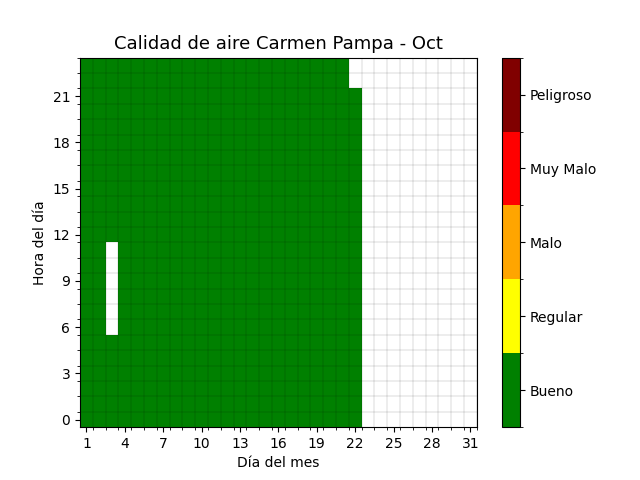 Calidad de aire Carmen Pampa - Oct
Hora del día
21
18
15
12
9
6
3
0
1 4 7 10 13 16 19 22 25 28 31
Día del mes
Peligroso
Muy Malo
Malo
Regular
Bueno